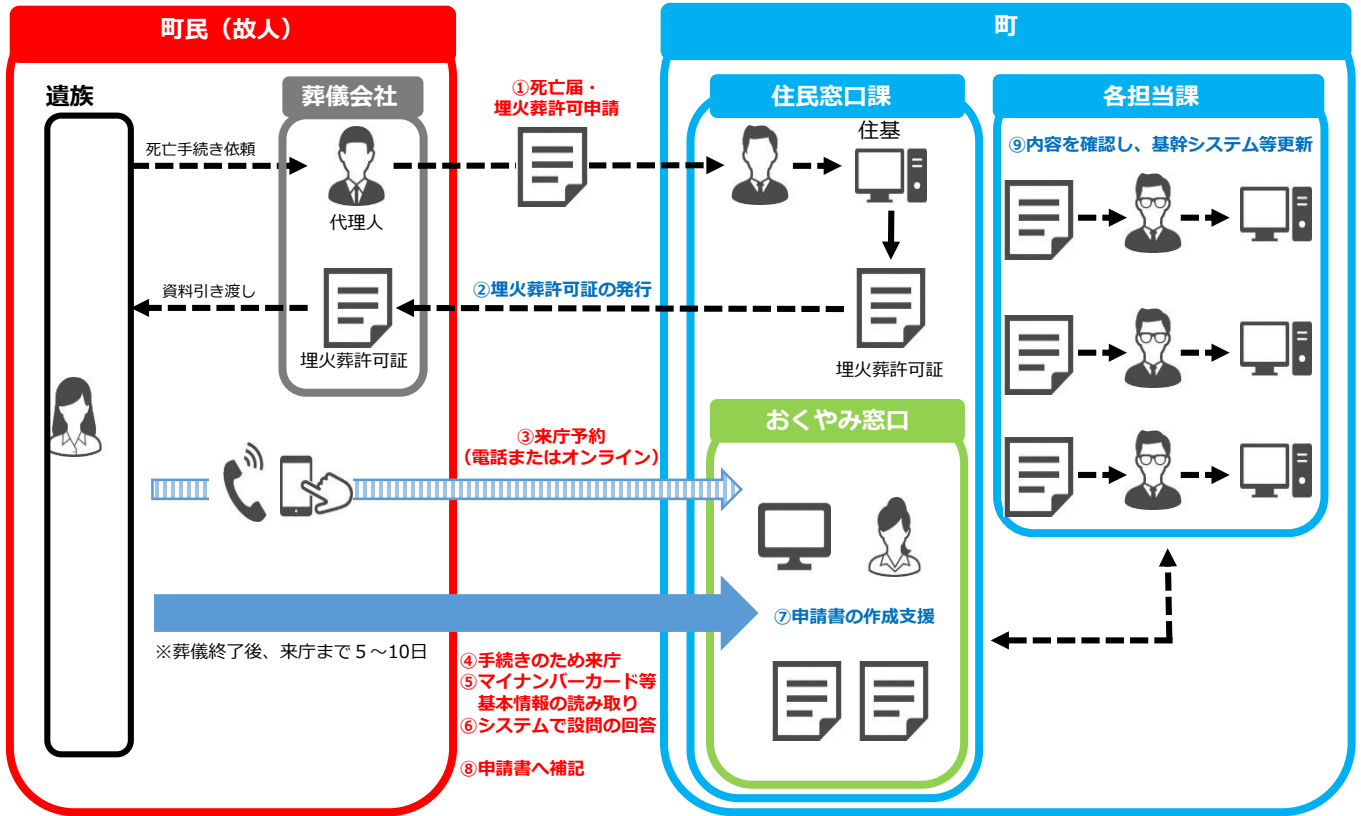 町民（故人）
町
遺族
葬儀会社
①死亡届・
埋火葬許可申請
住民窓口課
各担当課
死亡手続き依頼
住基
⑨内容を確認し、基幹システム等更新
代理人
資料引き渡し
②埋火葬許可証の発行
埋火葬許可証
埋火葬許可証
おくやみ窓口
③来庁予約
（電話またはオンライン）
⑦申請書の作成支援
※葬儀終了後、来庁まで５～10日
④手続きのため来庁
⑤マイナンバーカード等
基本情報の読み取り
⑥システムで設問の回答
⑧申請書へ補記